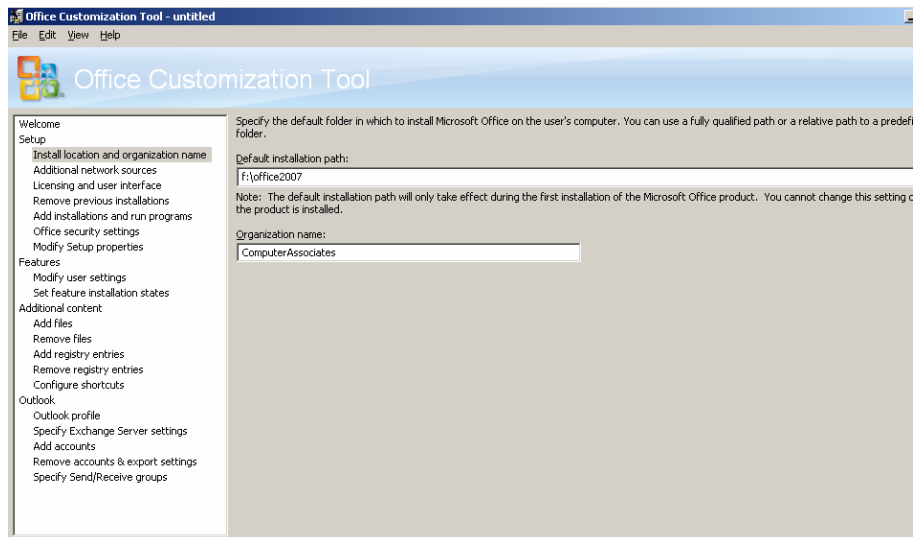 Office Customization Tool - untitled
File Edit View Help
Office Customization Tool
Welcome
Setup
Install location and organization name
Additional network sources
Licensing and user interface
Remove previous installations
Add installations and run programs
Office security settings
Modify Setup properties
Features
Modify user settings
Set feature installation states
Additional content
Add files
Remove files
Add registry entries
Remove registry entries
Configure shortcuts
Outlook
Outlook profile
Specify Exchange Server settings
Add accounts
Remove accounts & export settings
Specify Send/Receive groups
Specify the default folder in which to install Microsoft Office on the user's computer. You can use a fully qualified path or a relative path to a predefi
folder.
Default installation path:
f:\office2007
Note: The default installation path will only take effect during the first installation of the Microsoft Office product. You cannot change this setting
the product is installed.
Organization name:
ComputerAssociates